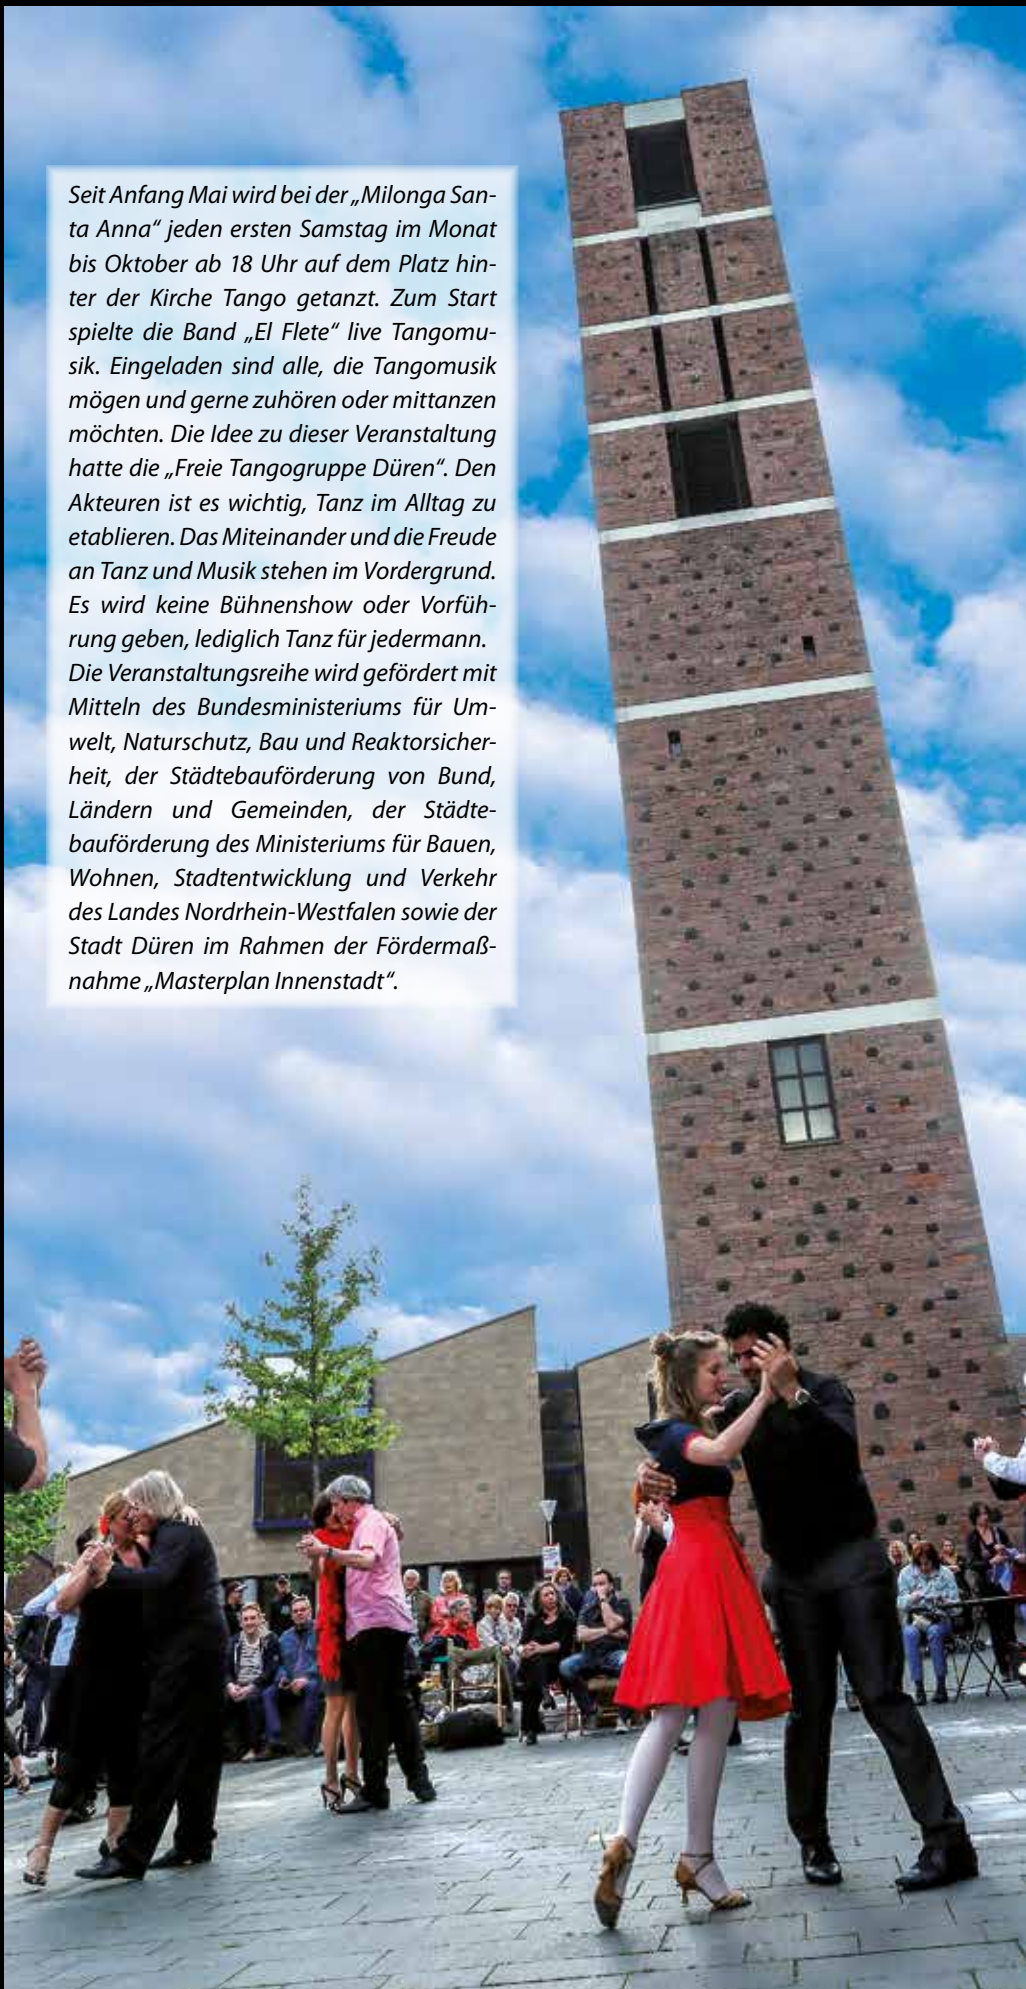 Seit Anfang Mai wird bei der „Milonga San-
ta Anna“ jeden ersten Samstag im Monat
bis Oktober ab 18 Uhr auf dem Platz hin-
ter der Kirche Tango getanzt. Zum Start
spielte die Band „El Flete“ live Tangomu-
sik. Eingeladen sind alle, die Tangomusik
mögen und gerne zuhören oder mittanzen
möchten. Die Idee zu dieser Veranstaltung
hatte die „Freie Tangogruppe Düren“. Den
Akteuren ist es wichtig, Tanz im Alltag zu
etablieren. Das Miteinander und die Freude
an Tanz und Musik stehen im Vordergrund.
Es wird keine Bühnenshow oder Vorfüh-
rung geben, lediglich Tanz für jedermann.
Die Veranstaltungsreihe wird gefördert mit
Mitteln des Bundesministeriums für Um-
welt, Naturschutz, Bau und Reaktorsicher-
heit, der Städtebauförderung von Bund,
Ländern und Gemeinden, der Städte-
bauförderung des Ministeriums für Bauen,
Wohnen, Stadtentwicklung und Verkehr
des Landes Nordrhein-Westfalen sowie der
Stadt Düren im Rahmen der Fördermaß-
nahme „Masterplan Innenstadt“.